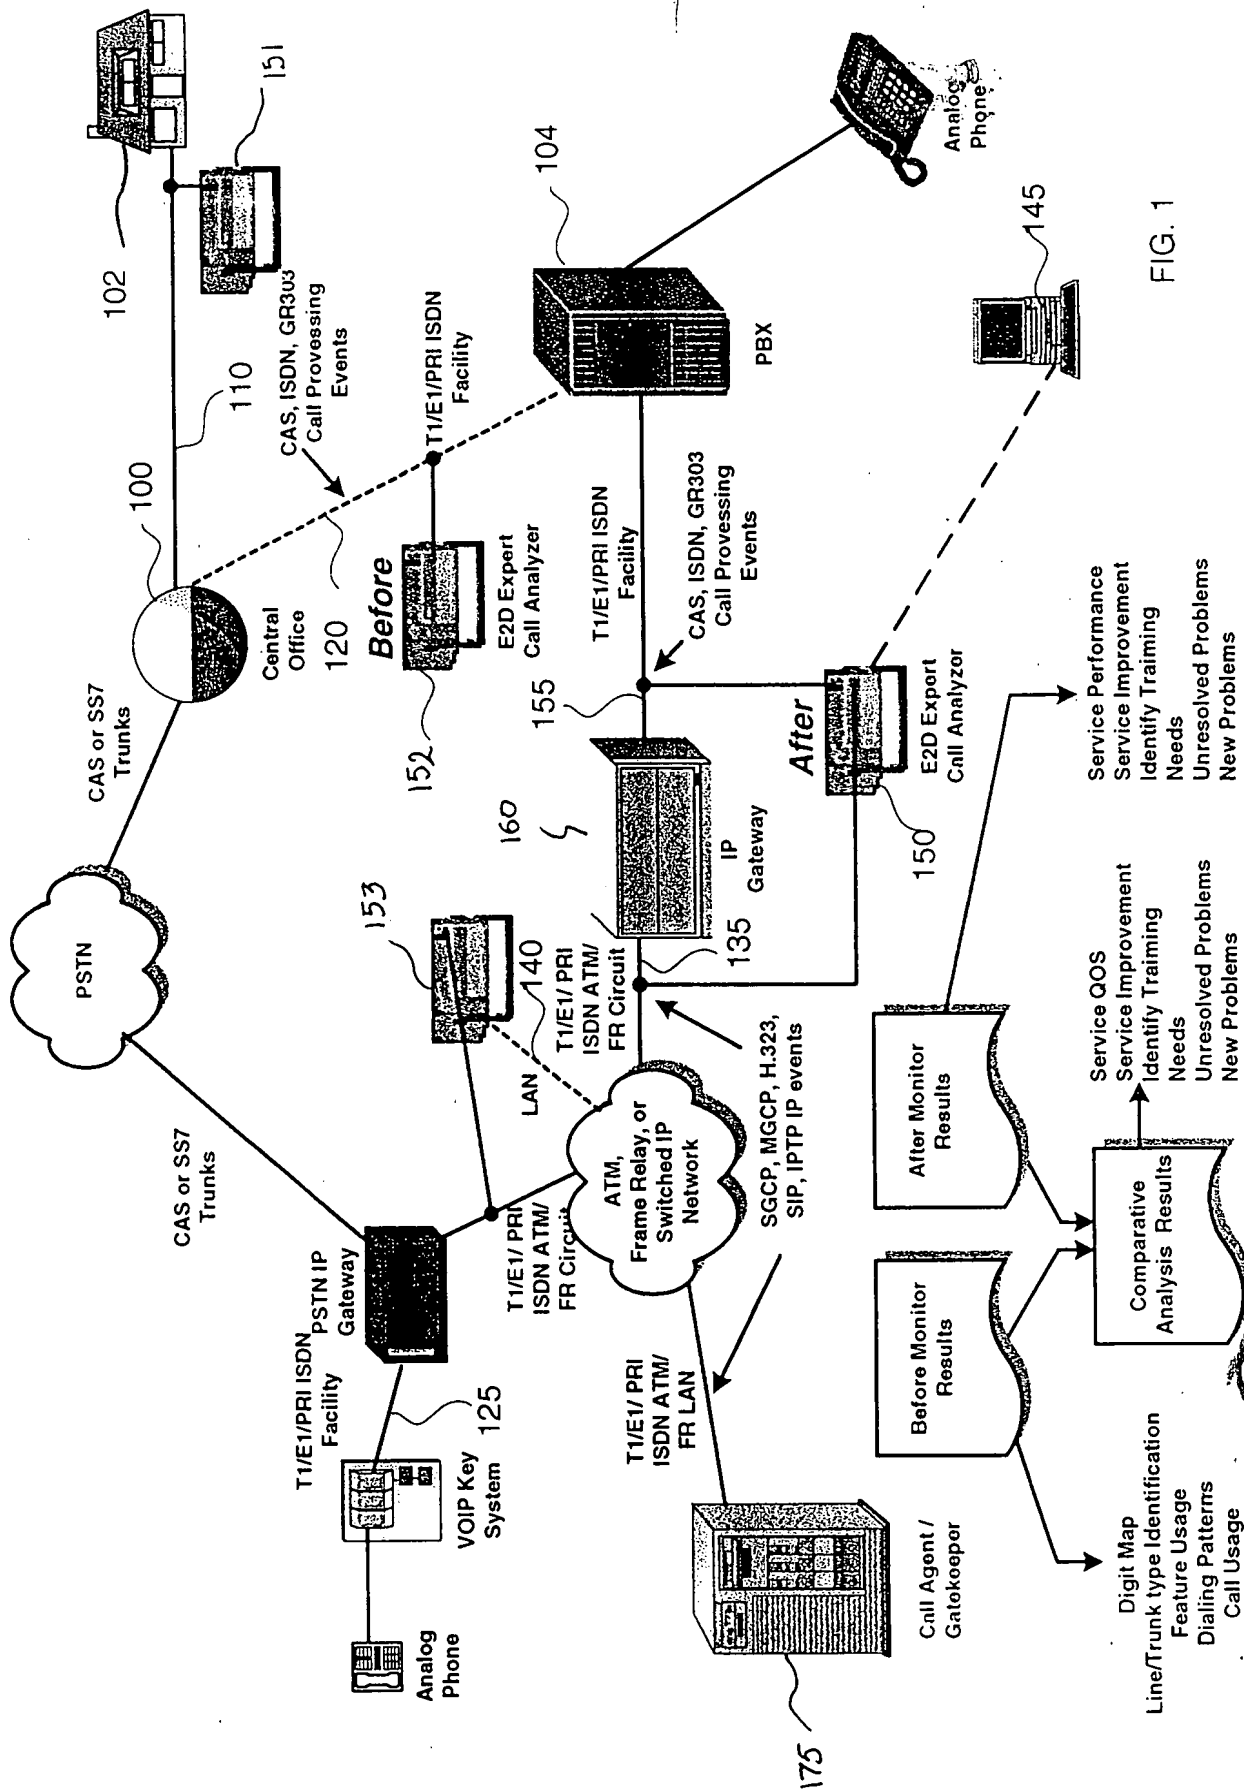 PSTN
CAS or SS7
Trunks
CAS or SS7
Trunks
100
Central
Office
110
102
151
CAS, ISDN, GR303
Call Provessing
Events
120
Before
T1/E1/PRI ISDN
Facility
E2D Expert
Call Analyzer
152
104
PBX
Analog
Phone
Analog
Phone
VOIP Key
System
125
T1/E1/PRI ISDN
Facility
PSTN IP
Gateway
T1/E1/ PRI
ISDN ATM/
FR Circuit
LAN
140
153
ATM,
Frame Relay, or
Switched IP
Network
T1/E1/ PRI
ISDN ATM/
FR Circuit
135
160
IP
Gateway
155
T1/E1/PRI ISDN
Facility
CAS, ISDN, GR303
Call Provessing
Events
After
E2D Expert
Call Analyzer
150
145
SGCP, MGCP, H.323,
SIP, IPTP IP events
T1/E1/ PRI
ISDN ATM/
FR LAN
Call Agent /
Gatekeeper
175
Before Monitor
Results
After Monitor
Results
Comparative
Analysis Results
Digit Map
Line/Trunk type Identification
Feature Usage
Dialing Patterns
Call Usage
Service QOS
Service Improvement
Identify Training
Needs
Unresolved Problems
New Problems
Service Performance
Service Improvement
Identify Training
Needs
Unresolved Problems
New Problems
FIG. 1